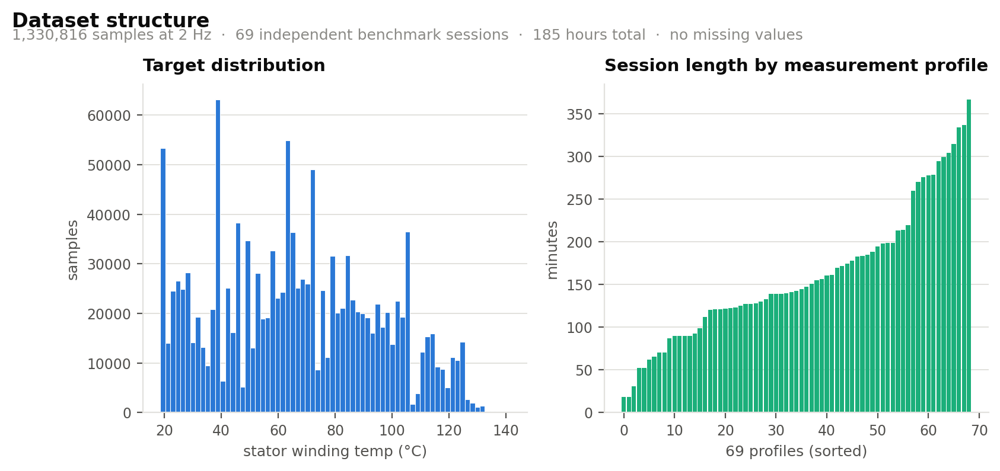 Dataset structure
1,330,816 samples at 2 Hz · 69 independent benchmark sessions · 185 hours total · no missing values
Target distribution
samples
60000
50000
40000
30000
20000
10000
0
20 40 60 80 100 120 140
stator winding temp (°C)
Session length by measurement profile
minutes
350
300
250
200
150
100
50
0
0 10 20 30 40 50 60 70
69 profiles (sorted)